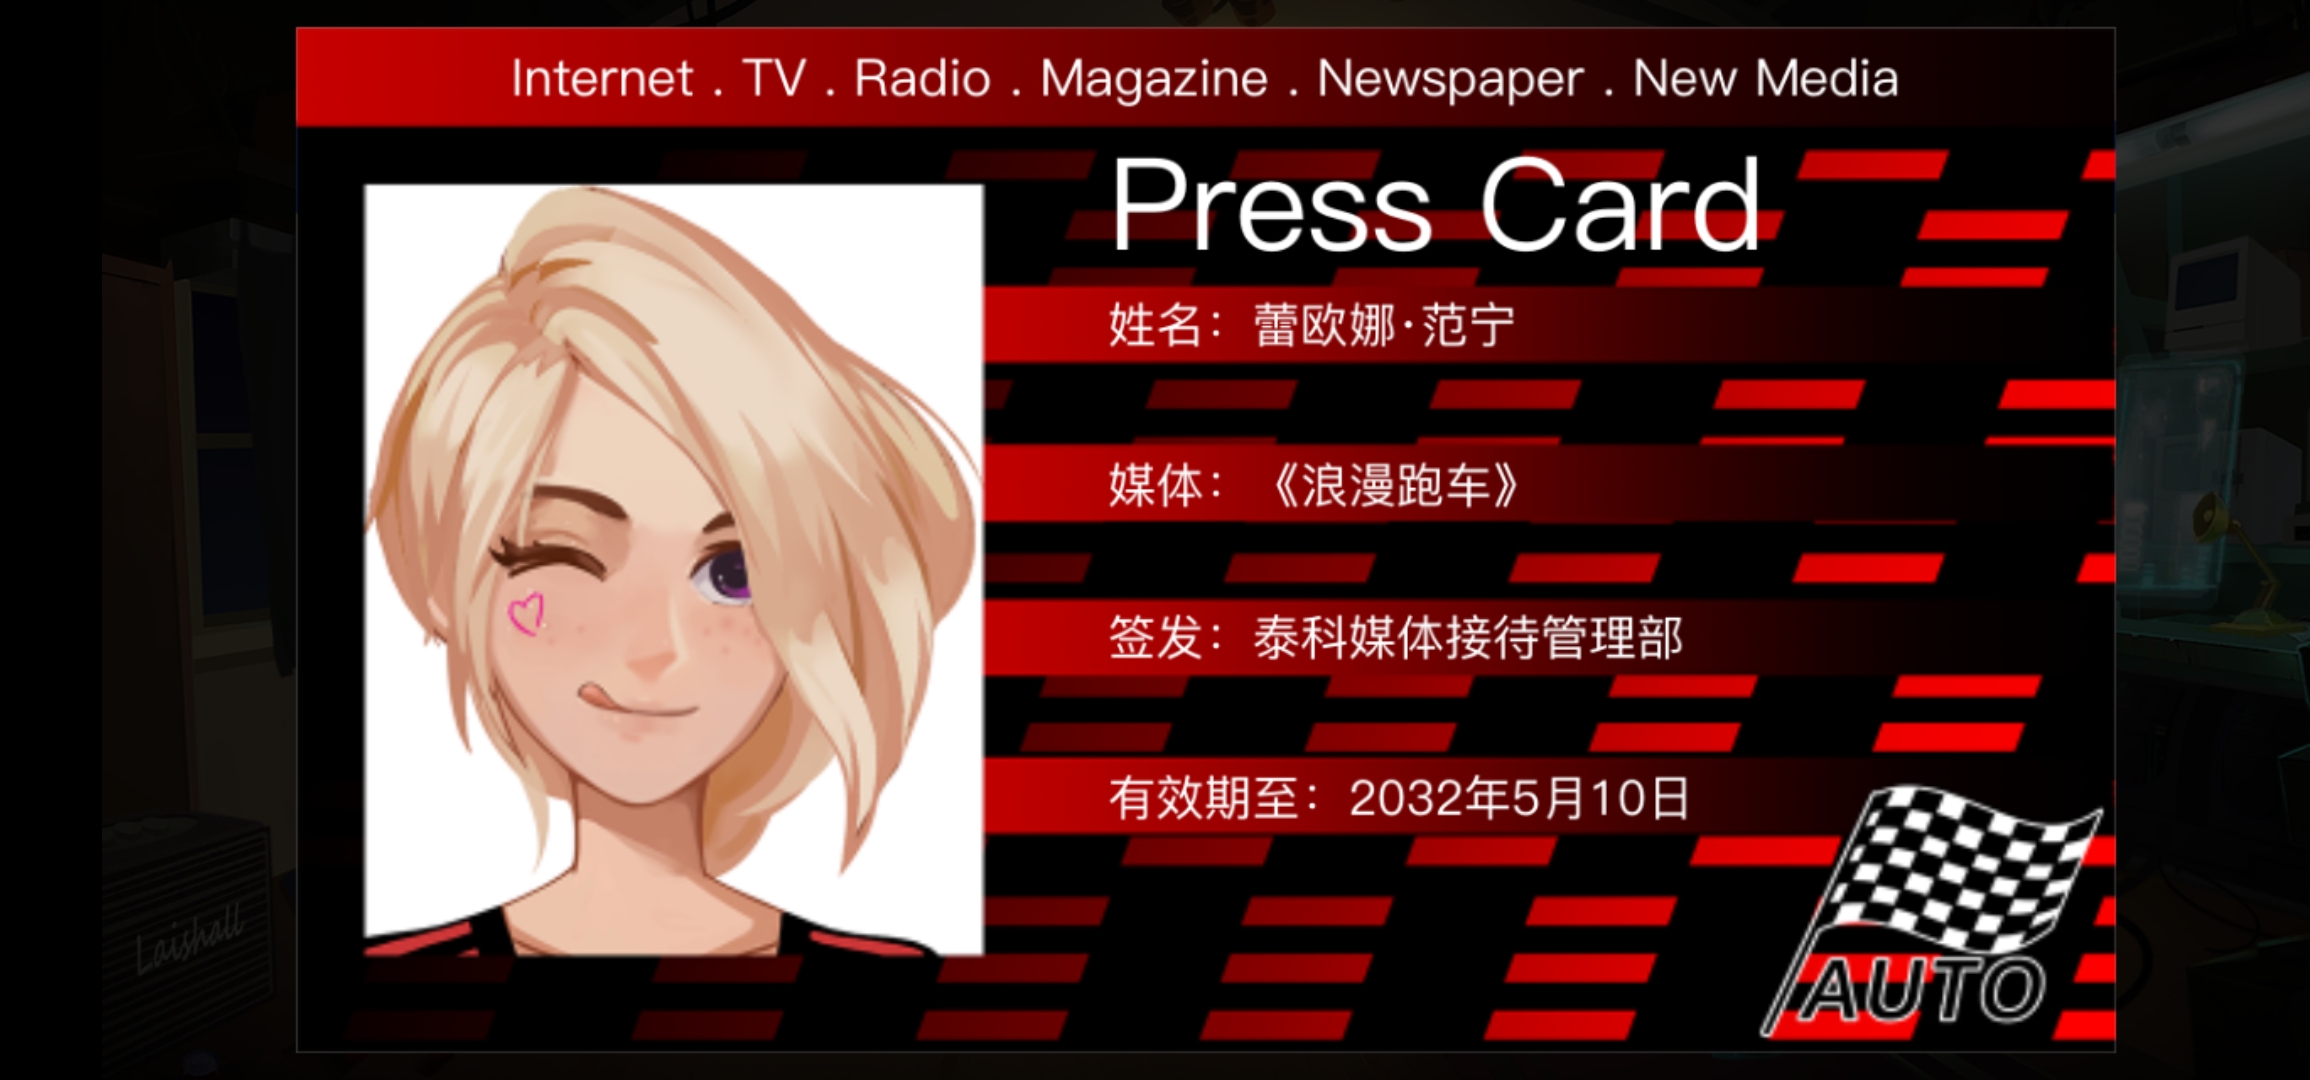 Internet . TV . Radio . Magazine . Newspaper . New Media
Press Card
姓名：蕾欧娜·范宁
媒体：《浪漫跑车》
签发：泰科媒体接待管理部
有效期至：2032年5月10日
AUTO
Laishall